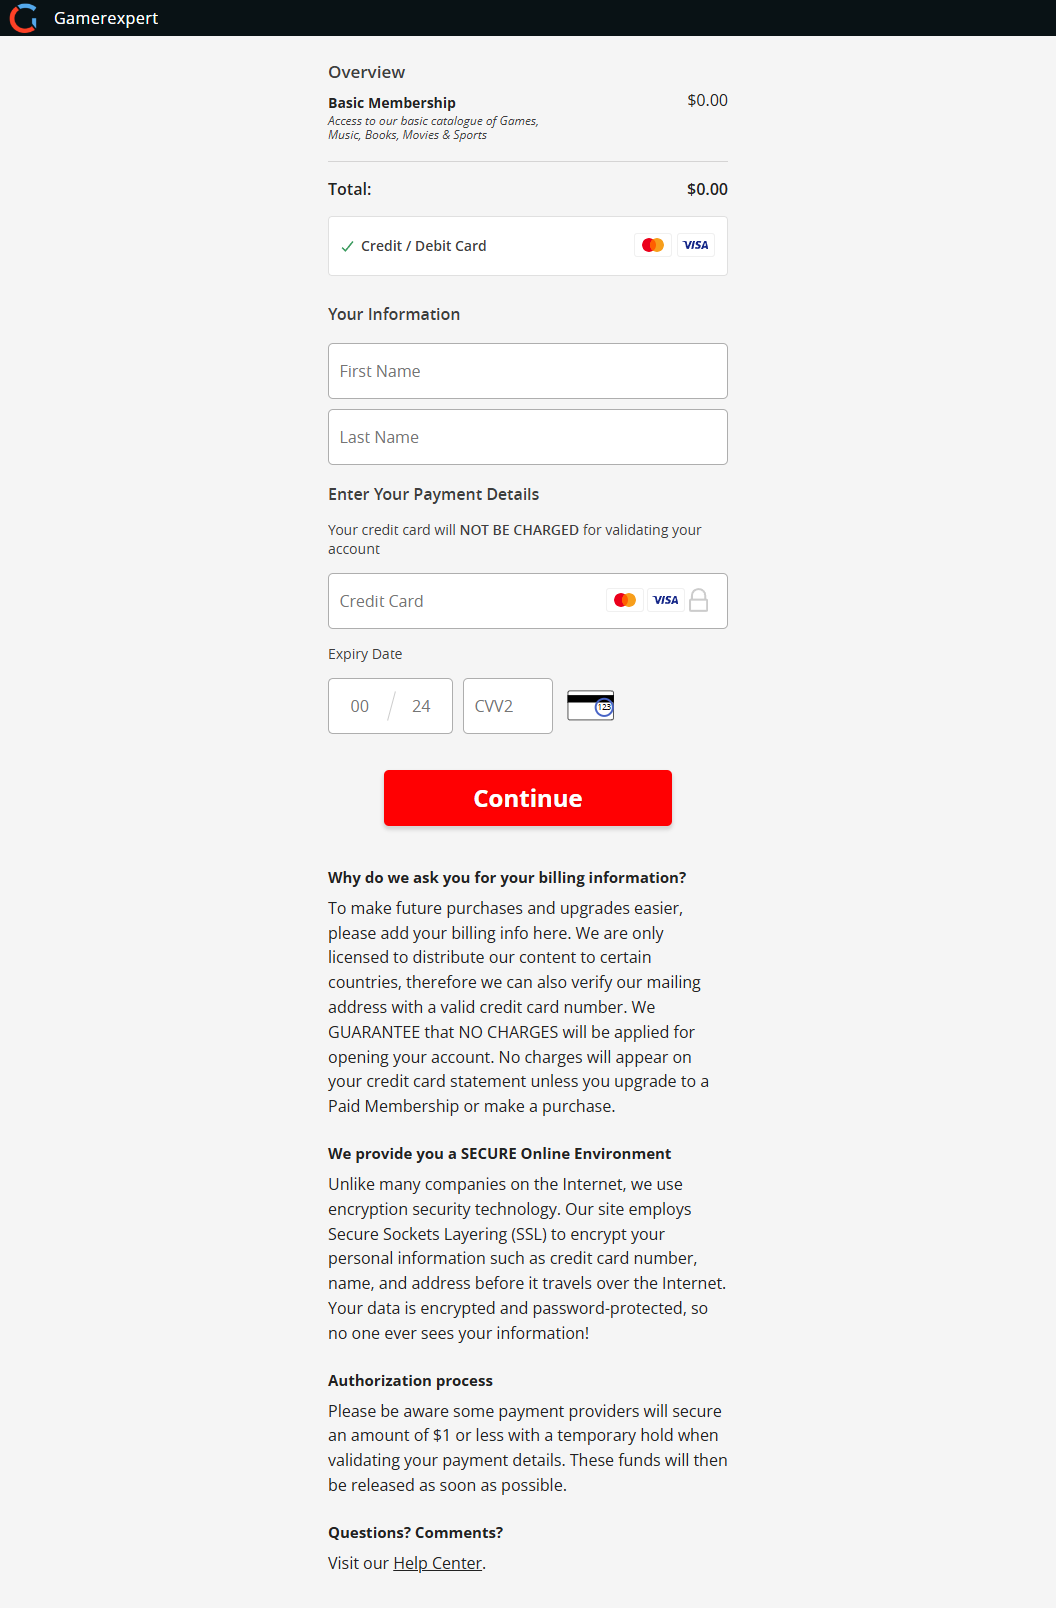 Gamerexpert
Overview
Basic Membership
$0.00
Access to our basic catalogue of Games,
Music, Books, Movies & Sports
Total:
$0.00
Credit / Debit Card
VISA
Your Information
First Name
Last Name
Enter Your Payment Details
Your credit card will NOT BE CHARGED for validating your
account
Credit Card
VISA
Expiry Date
00 / 24
CVV2
123
Continue
Why do we ask you for your billing information?
To make future purchases and upgrades easier,
please add your billing info here. We are only
licensed to distribute our content to certain
countries, therefore we can also verify our mailing
address with a valid credit card number. We
GUARANTEE that NO CHARGES will be applied for
opening your account. No charges will appear on
your credit card statement unless you upgrade to a
Paid Membership or make a purchase.
We provide you a SECURE Online Environment
Unlike many companies on the Internet, we use
encryption security technology. Our site employs
Secure Sockets Layering (SSL) to encrypt your
personal information such as credit card number,
name, and address before it travels over the Internet.
Your data is encrypted and password-protected, so
no one ever sees your information!
Authorization process
Please be aware some payment providers will secure
an amount of $1 or less with a temporary hold when
validating your payment details. These funds will then
be released as soon as possible.
Questions? Comments?
Visit our Help Center.